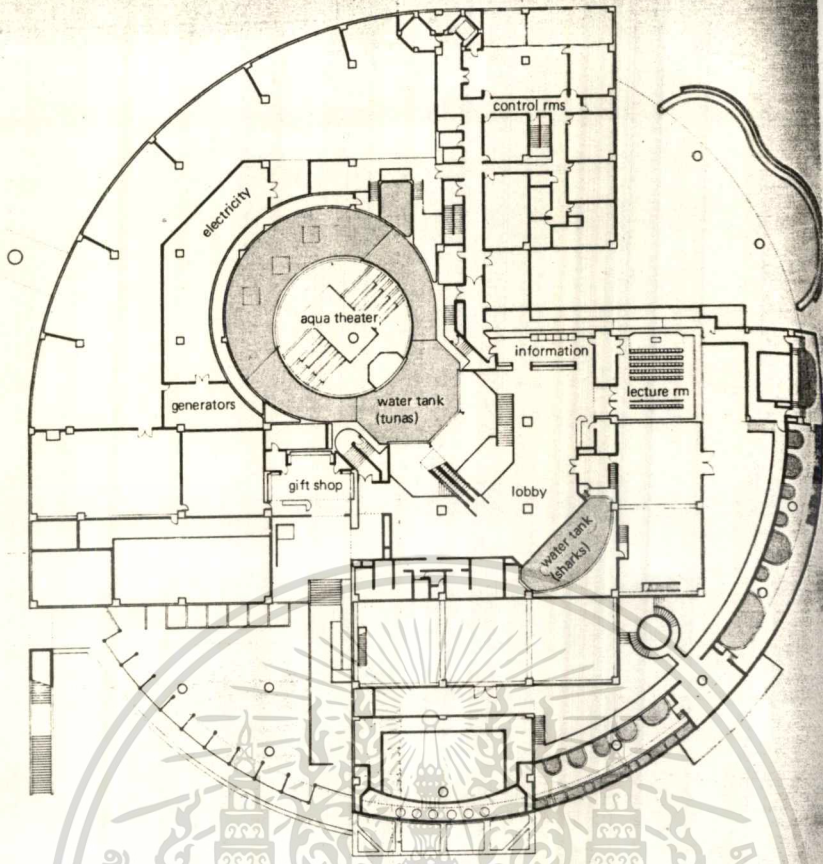 control rms
electricity
aqua theater
information
lecture rm
generators
water tank
(tunas)
gift shop
lobby
water tank
(sharks)